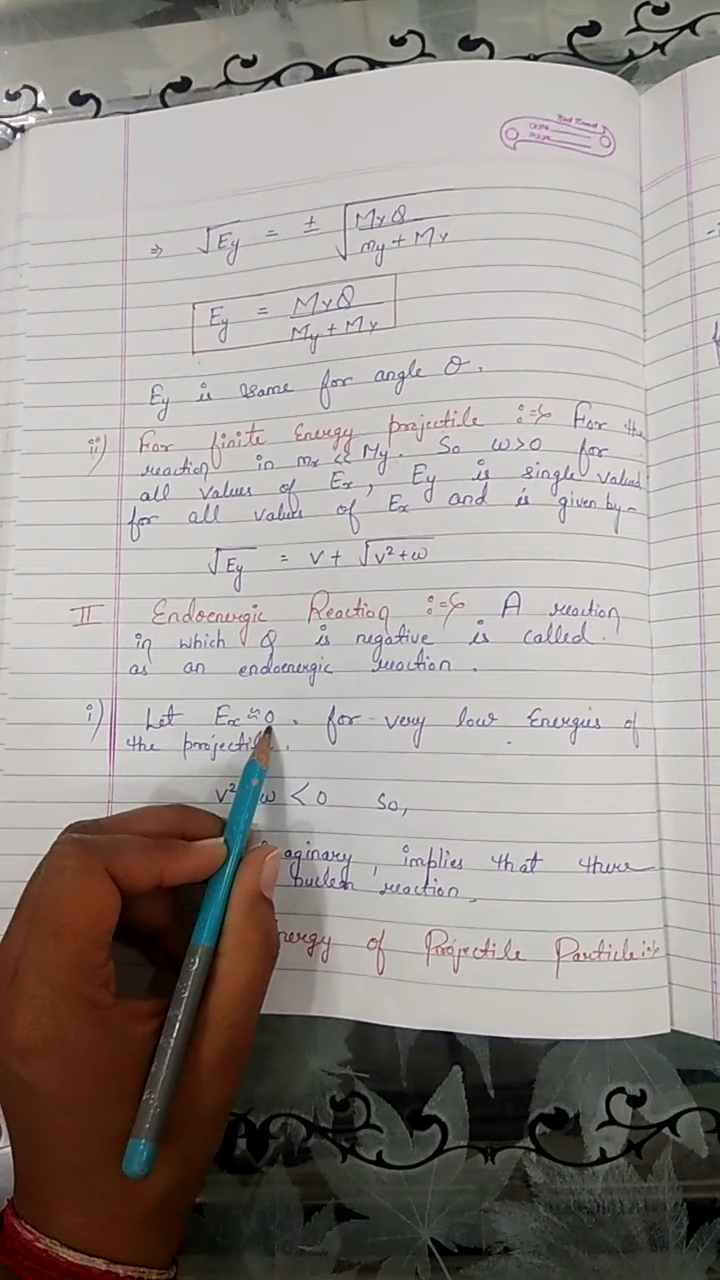 ⇒ √Ey = ± √(MyQ / my + My)
Ey = MyQ / My + My
Ey is same for angle θ.
ii) For finite Energy projectile :⇒ For the
reaction in mx << My. So ω>0 for
all values of Ex, Ey is single valued
for all values of Ex and is given by-
√Ey = v + √v²+ω
II Endoenergic Reaction :⇒ A reaction
in which Q is negative is called.
as an endoenergic reaction.
i) Let Ex ≈ 0. for very low Energies of
the projectile.
v² ω < 0 So,
implies that there
reaction.
of Projectile Particle :⇒